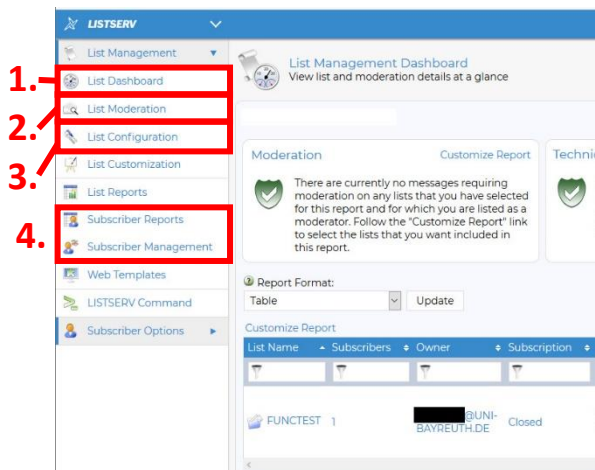 LISTSERV
List Management
1.
List Dashboard
2.
List Moderation
3.
List Configuration
List Customization
List Reports
4.
Subscriber Reports
Subscriber Management
Web Templates
LISTSERV Command
Subscriber Options
List Management Dashboard
View list and moderation details at a glance
Moderation
Customize Report
There are currently no messages requiring
moderation on any lists that you have selected
for this report and for which you are listed as a
moderator. Follow the "Customize Report" link
to select the lists that you want included in
this report.
Techni
Report Format:
Table
Update
Customize Report
List Name Subscribers Owner Subscription
FUNCTEST 1 @UNI-
BAYREUTH.DE Closed